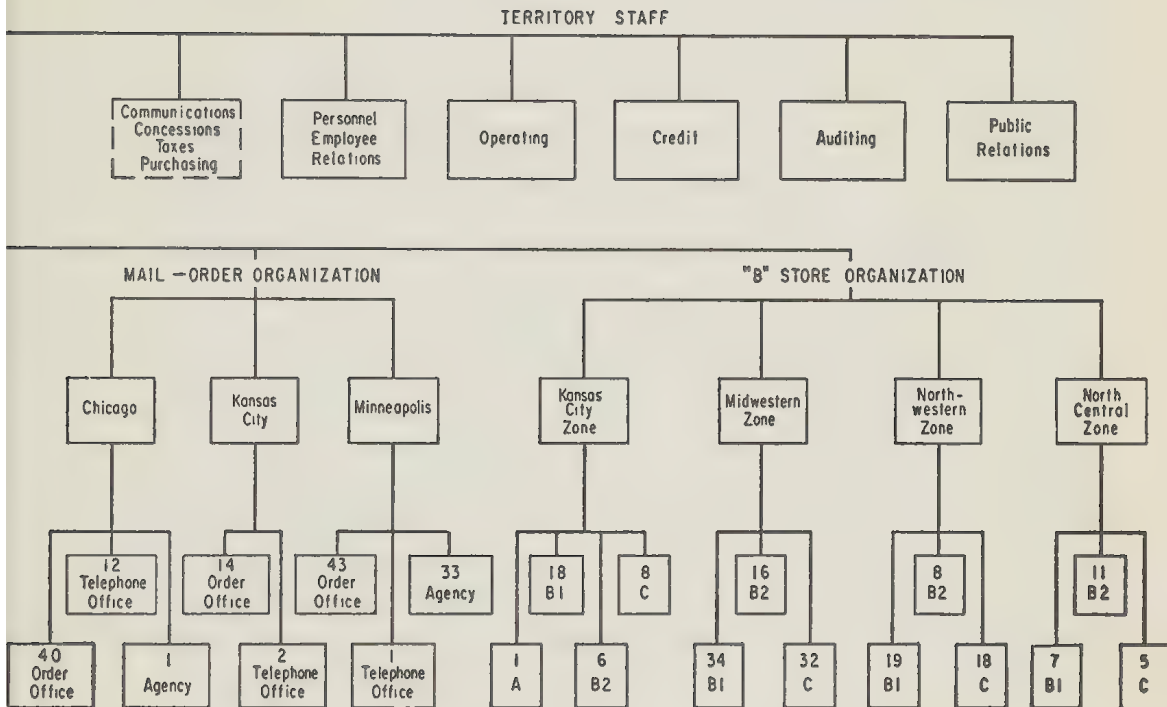 TERRITORY STAFF
Communications
Concessions
Taxes
Purchasing
Personnel
Employee
Relations
Operating
Credit
Auditing
Public
Relations
MAIL-ORDER ORGANIZATION
"B" STORE ORGANIZATION
Chicago
Kansas
City
Minneapolis
Kansas
City
Zone
Midwestern
Zone
North-
western
Zone
North
Central
Zone
12
Telephone
Office
14
Order
Office
43
Order
Office
33
Agency
18
B1
8
C
16
B2
8
B2
11
B2
40
Order
Office
1
Agency
2
Telephone
Office
1
Telephone
Office
1
A
6
B2
34
B1
32
C
19
B1
18
C
7
B1
5
C